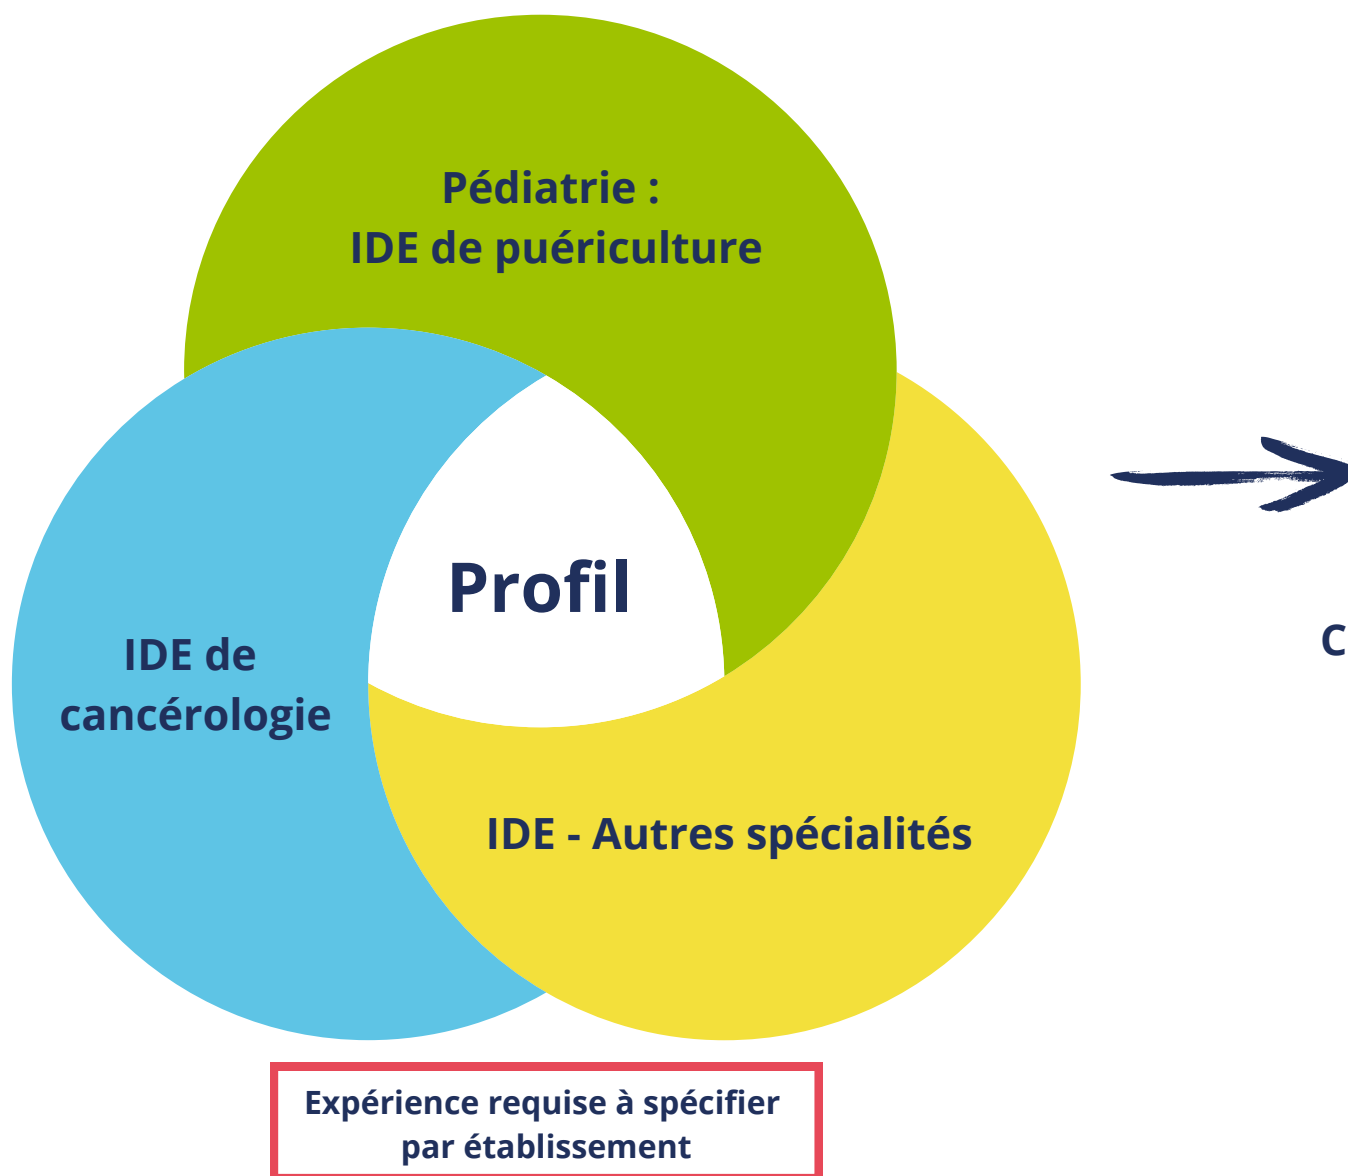 Pédiatrie :
IDE de puériculture
Profil
IDE de
cancérologie
IDE - Autres spécialités
Expérience requise à spécifier
par établissement
C